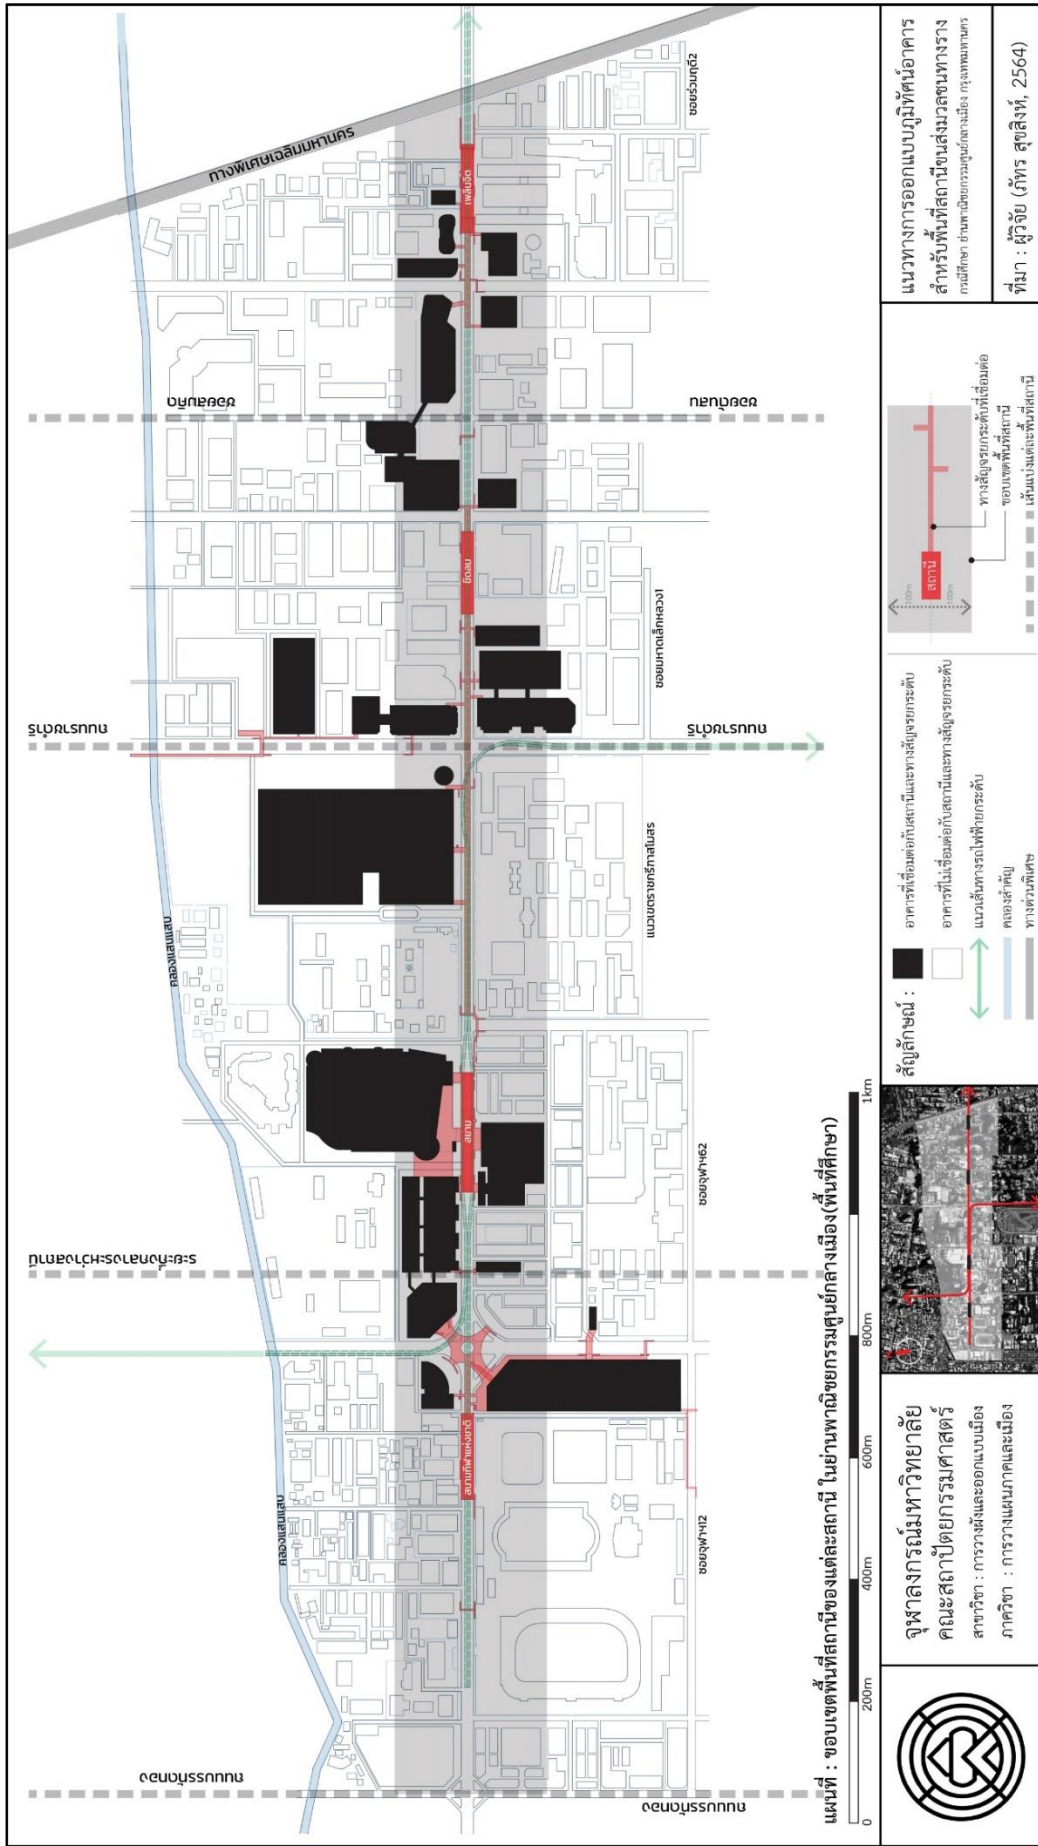 ทางพิเศษเฉลิมมหานคร
ซอยร่วมฤดี2
เพลินจิต
ซอยสมคิด
ซอยต้นสน
ชิดลม
ซอยมหาดเล็กหลวง1
ถนนราชดำริ
ถนนราชดำริ
แนวเขตราชกรีฑาสโมสร
คลองแสนแสบ
สยาม
ซอยจุฬาฯ62
ระยะกึ่งกลางระหว่างสถานี
สนามกีฬาแห่งชาติ
คลองแสนแสบ
ซอยจุฬาฯ12
ถนนบรรทัดทอง
ถนนบรรทัดทอง
แผนที่ : ขอบเขตพื้นที่สถานีของแต่ละสถานี ในย่านพาณิชยกรรมศูนย์กลางเมือง(พื้นที่ศึกษา)
0
200m
400m
600m
800m
1km
จุฬาลงกรณ์มหาวิทยาลัย
คณะสถาปัตยกรรมศาสตร์
สาขาวิชา : การวางผังและออกแบบเมือง
ภาควิชา : การวางแผนภาคและเมือง
สัญลักษณ์ :
อาคารที่เชื่อมต่อกับสถานีและทางสัญจรยกระดับ
อาคารที่ไม่เชื่อมต่อกับสถานีและทางสัญจรยกระดับ
แนวเส้นทางรถไฟฟ้ายกระดับ
คลองสำคัญ
ทางด่วนพิเศษ
100m
สถานี
100m
ทางสัญจรยกระดับที่เชื่อมต่อ
ขอบเขตพื้นที่สถานี
เส้นแบ่งแต่ละพื้นที่สถานี
แนวทางการออกแบบภูมิทัศน์อาคาร
สำหรับพื้นที่สถานีขนส่งมวลชนทางราง
กรณีศึกษา ย่านพาณิชยกรรมศูนย์กลางเมือง กรุงเทพมหานคร
ที่มา : ผู้วิจัย (ภัทร สุขสิงห์, 2564)